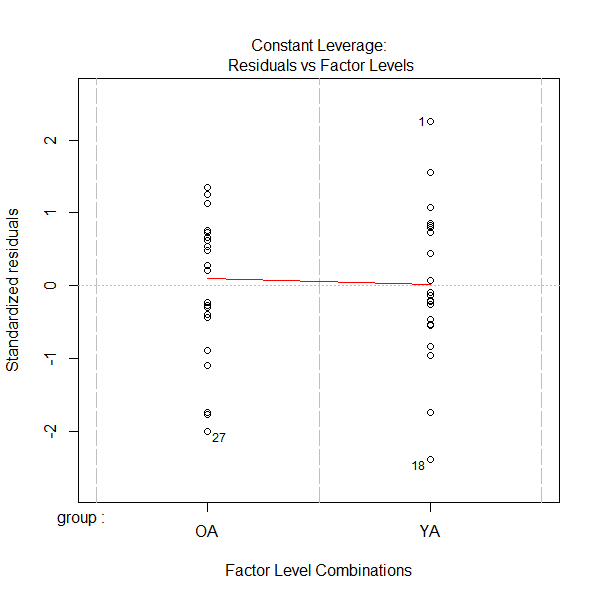 Constant Leverage:
Residuals vs Factor Levels
Standardized residuals
2
1
0
-1
-2
1
27
18
group :
OA
YA
Factor Level Combinations